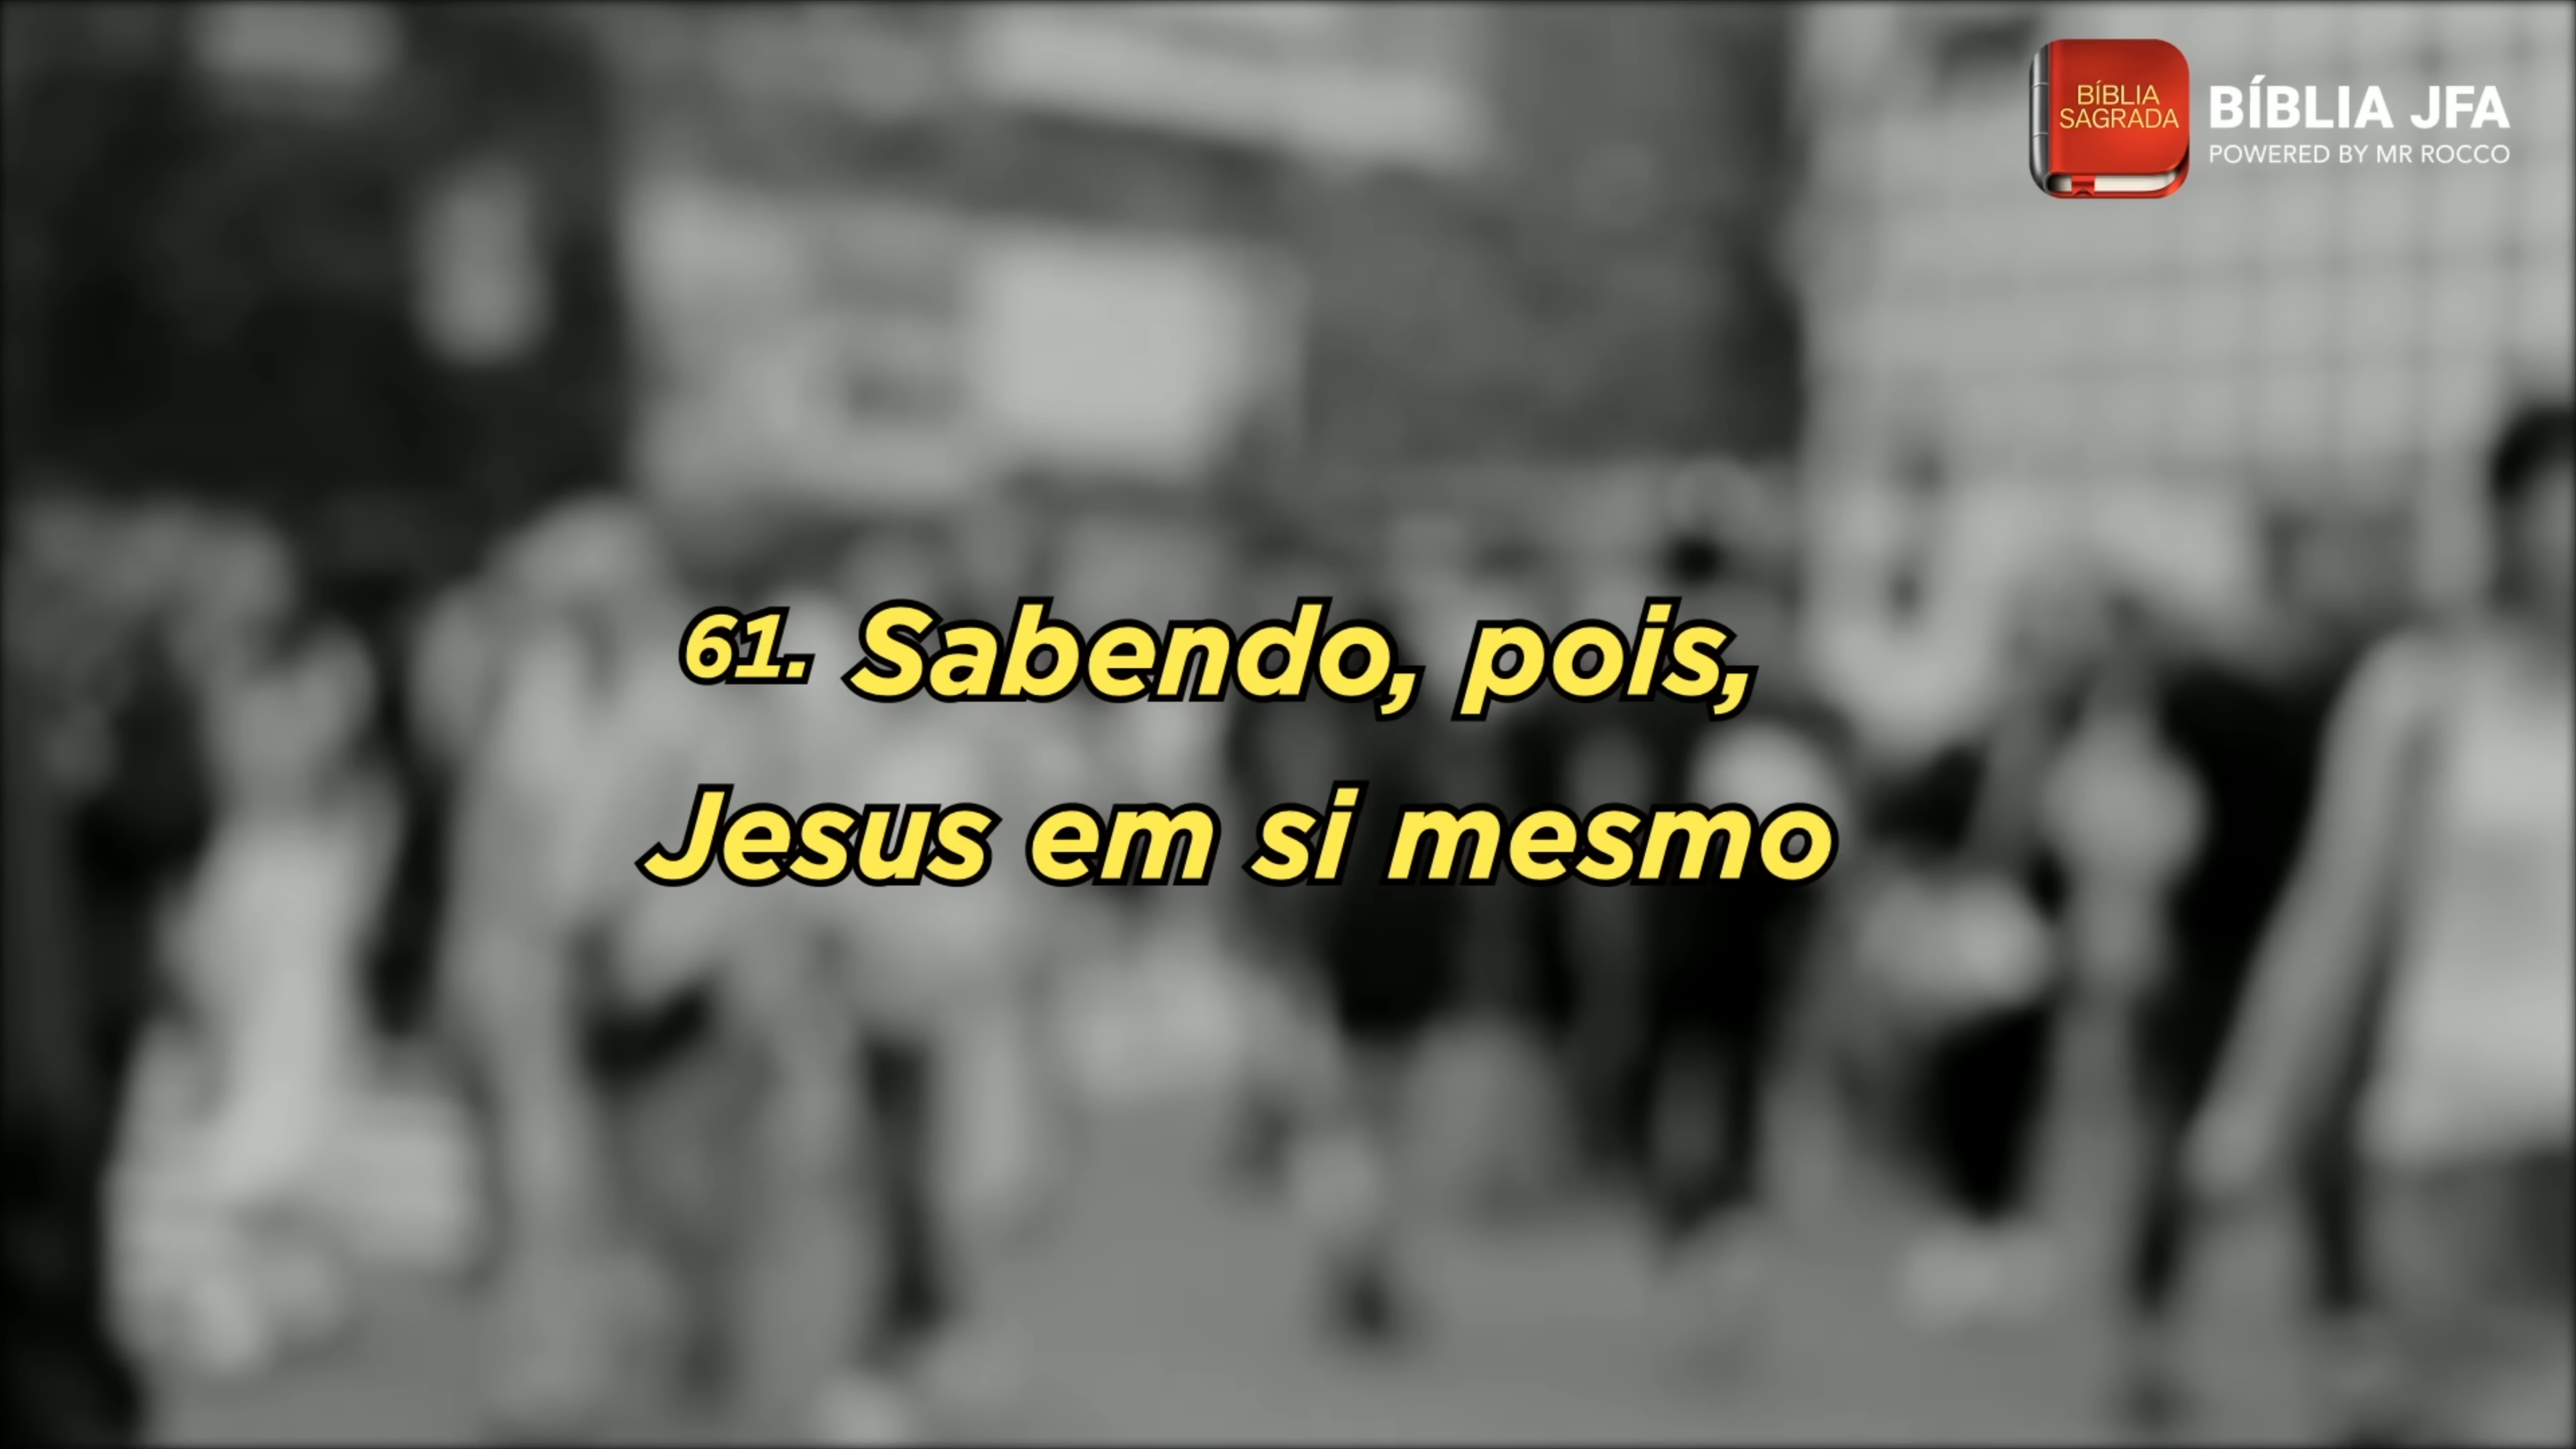 BÍBLIA
SAGRADA
BÍBLIA JFA
POWERED BY MR ROCCO
61. Sabendo, pois,
Jesus em si mesmo